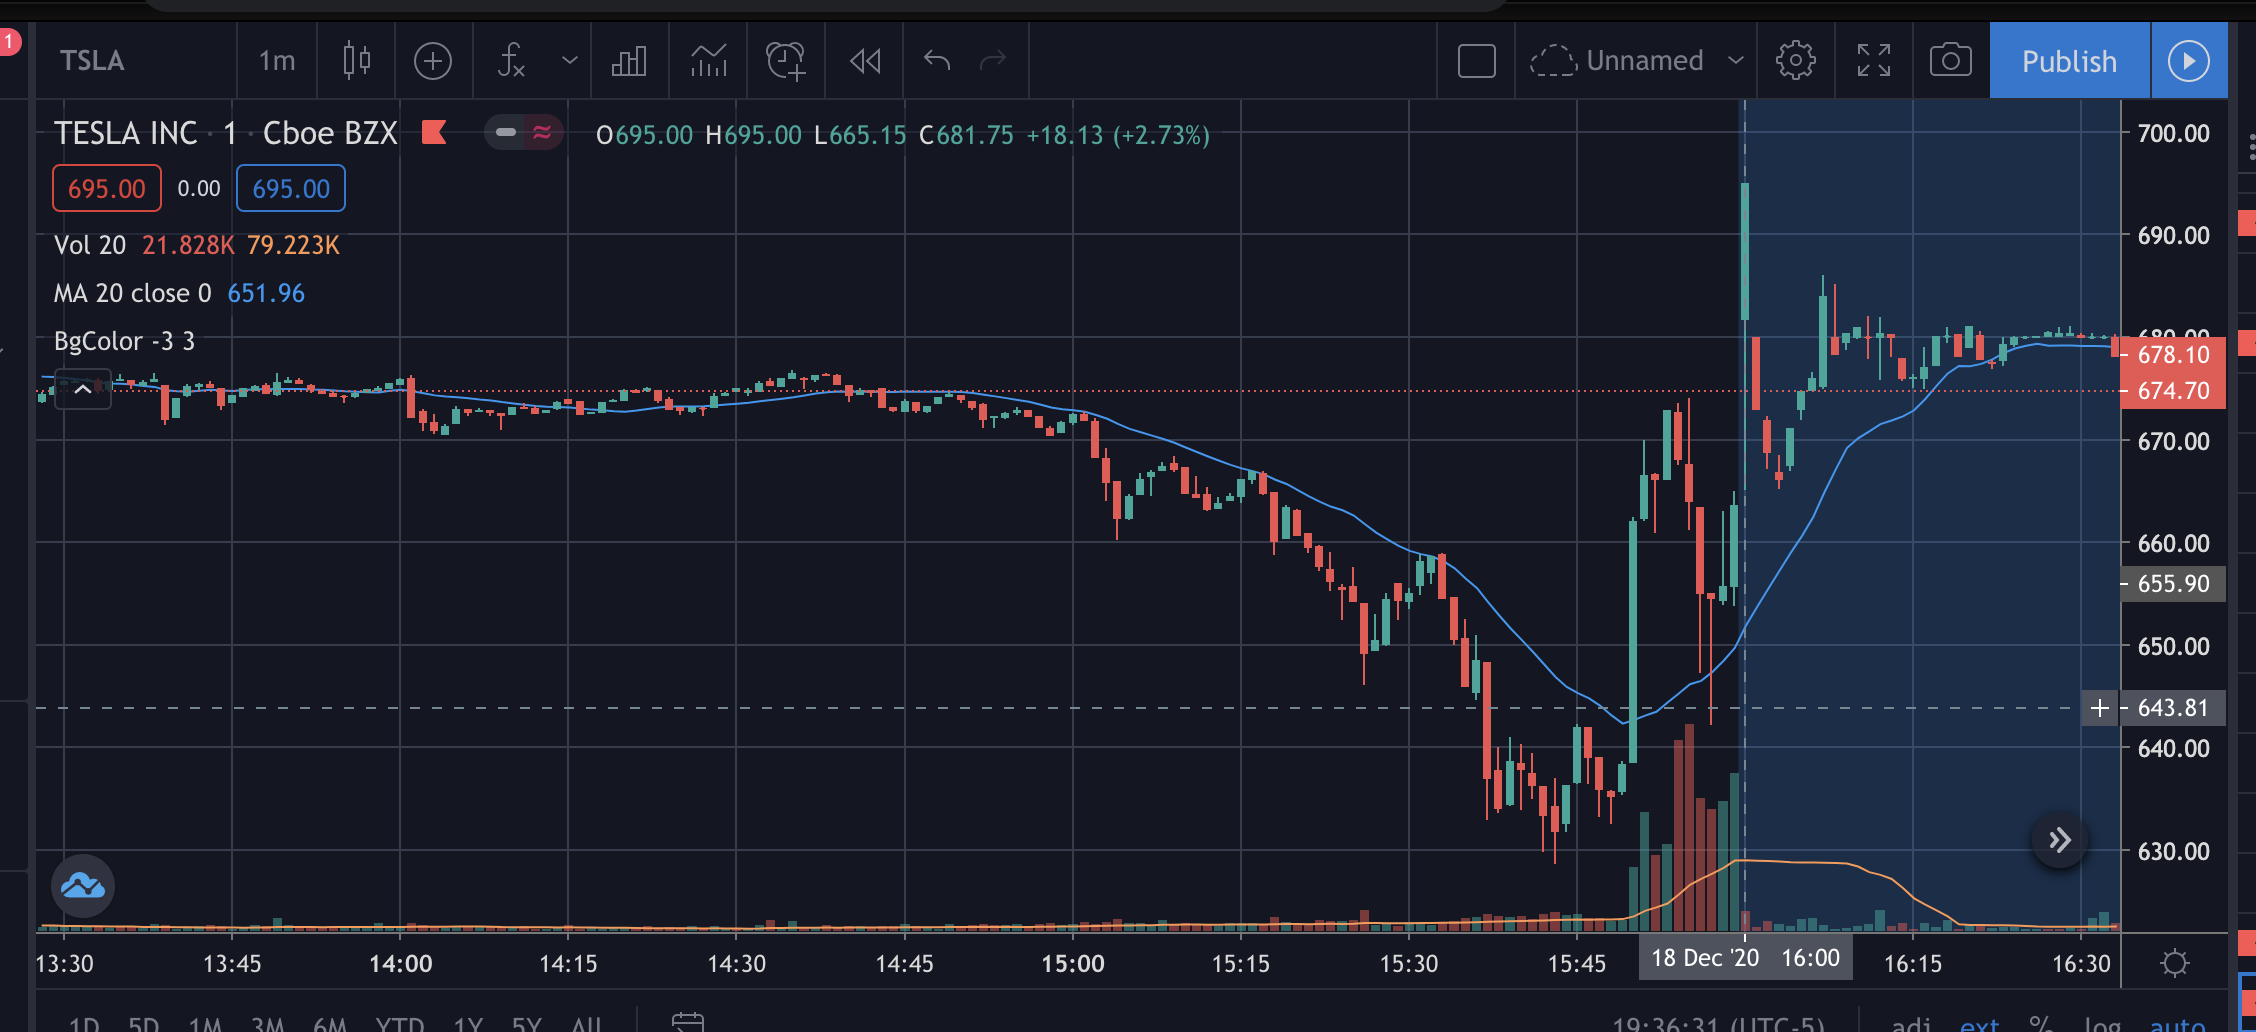 1
TSLA 1m Unnamed Publish
TESLA INC · 1 · Cboe BZX O695.00 H695.00 L665.15 C681.75 +18.13 (+2.73%)
695.00 0.00 695.00
Vol 20 21.828K 79.223K
MA 20 close 0 651.96
BgColor -3 3
700.00
690.00
680.00
678.10
674.70
670.00
660.00
655.90
650.00
643.81
640.00
630.00
13:30 13:45 14:00 14:15 14:30 14:45 15:00 15:15 15:30 15:45 18 Dec '20 16:00 16:15 16:30
1D 5D 1M 3M 6M YTD 1Y 5Y All 19:36:31 (UTC-5) adj ext % log auto